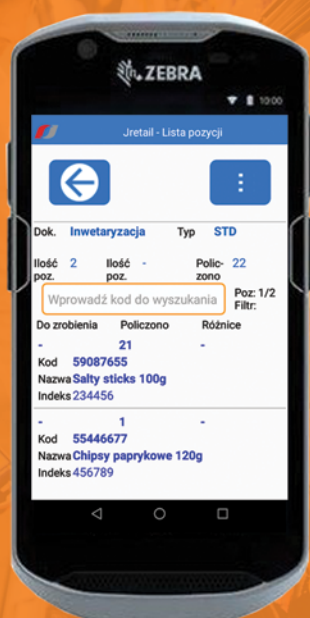 ZEBRA
10:00
Jretail - Lista pozycji
Dok. Inwetaryzacja Typ STD
Ilość poz. 2 Ilość poz. - Policzono 22
Wprowadź kod do wyszukania Poz: 1/2
Filtr:
Do zrobienia Policzono Różnice
- 21 -
Kod 59087655
Nazwa Salty sticks 100g
Indeks 234456
- 1 -
Kod 55446677
Nazwa Chipsy paprykowe 120g
Indeks 456789